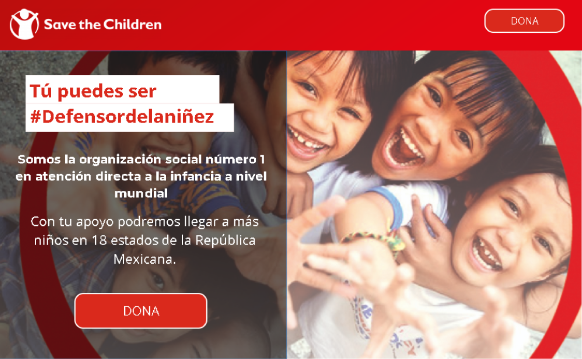 Save the Children
DONA
Tú puedes ser
#Defensordelaniñez
Somos la organización social número 1
en atención directa a la infancia a nivel
mundial
Con tu apoyo podremos llegar a más
niños en 18 estados de la República
Mexicana.
DONA